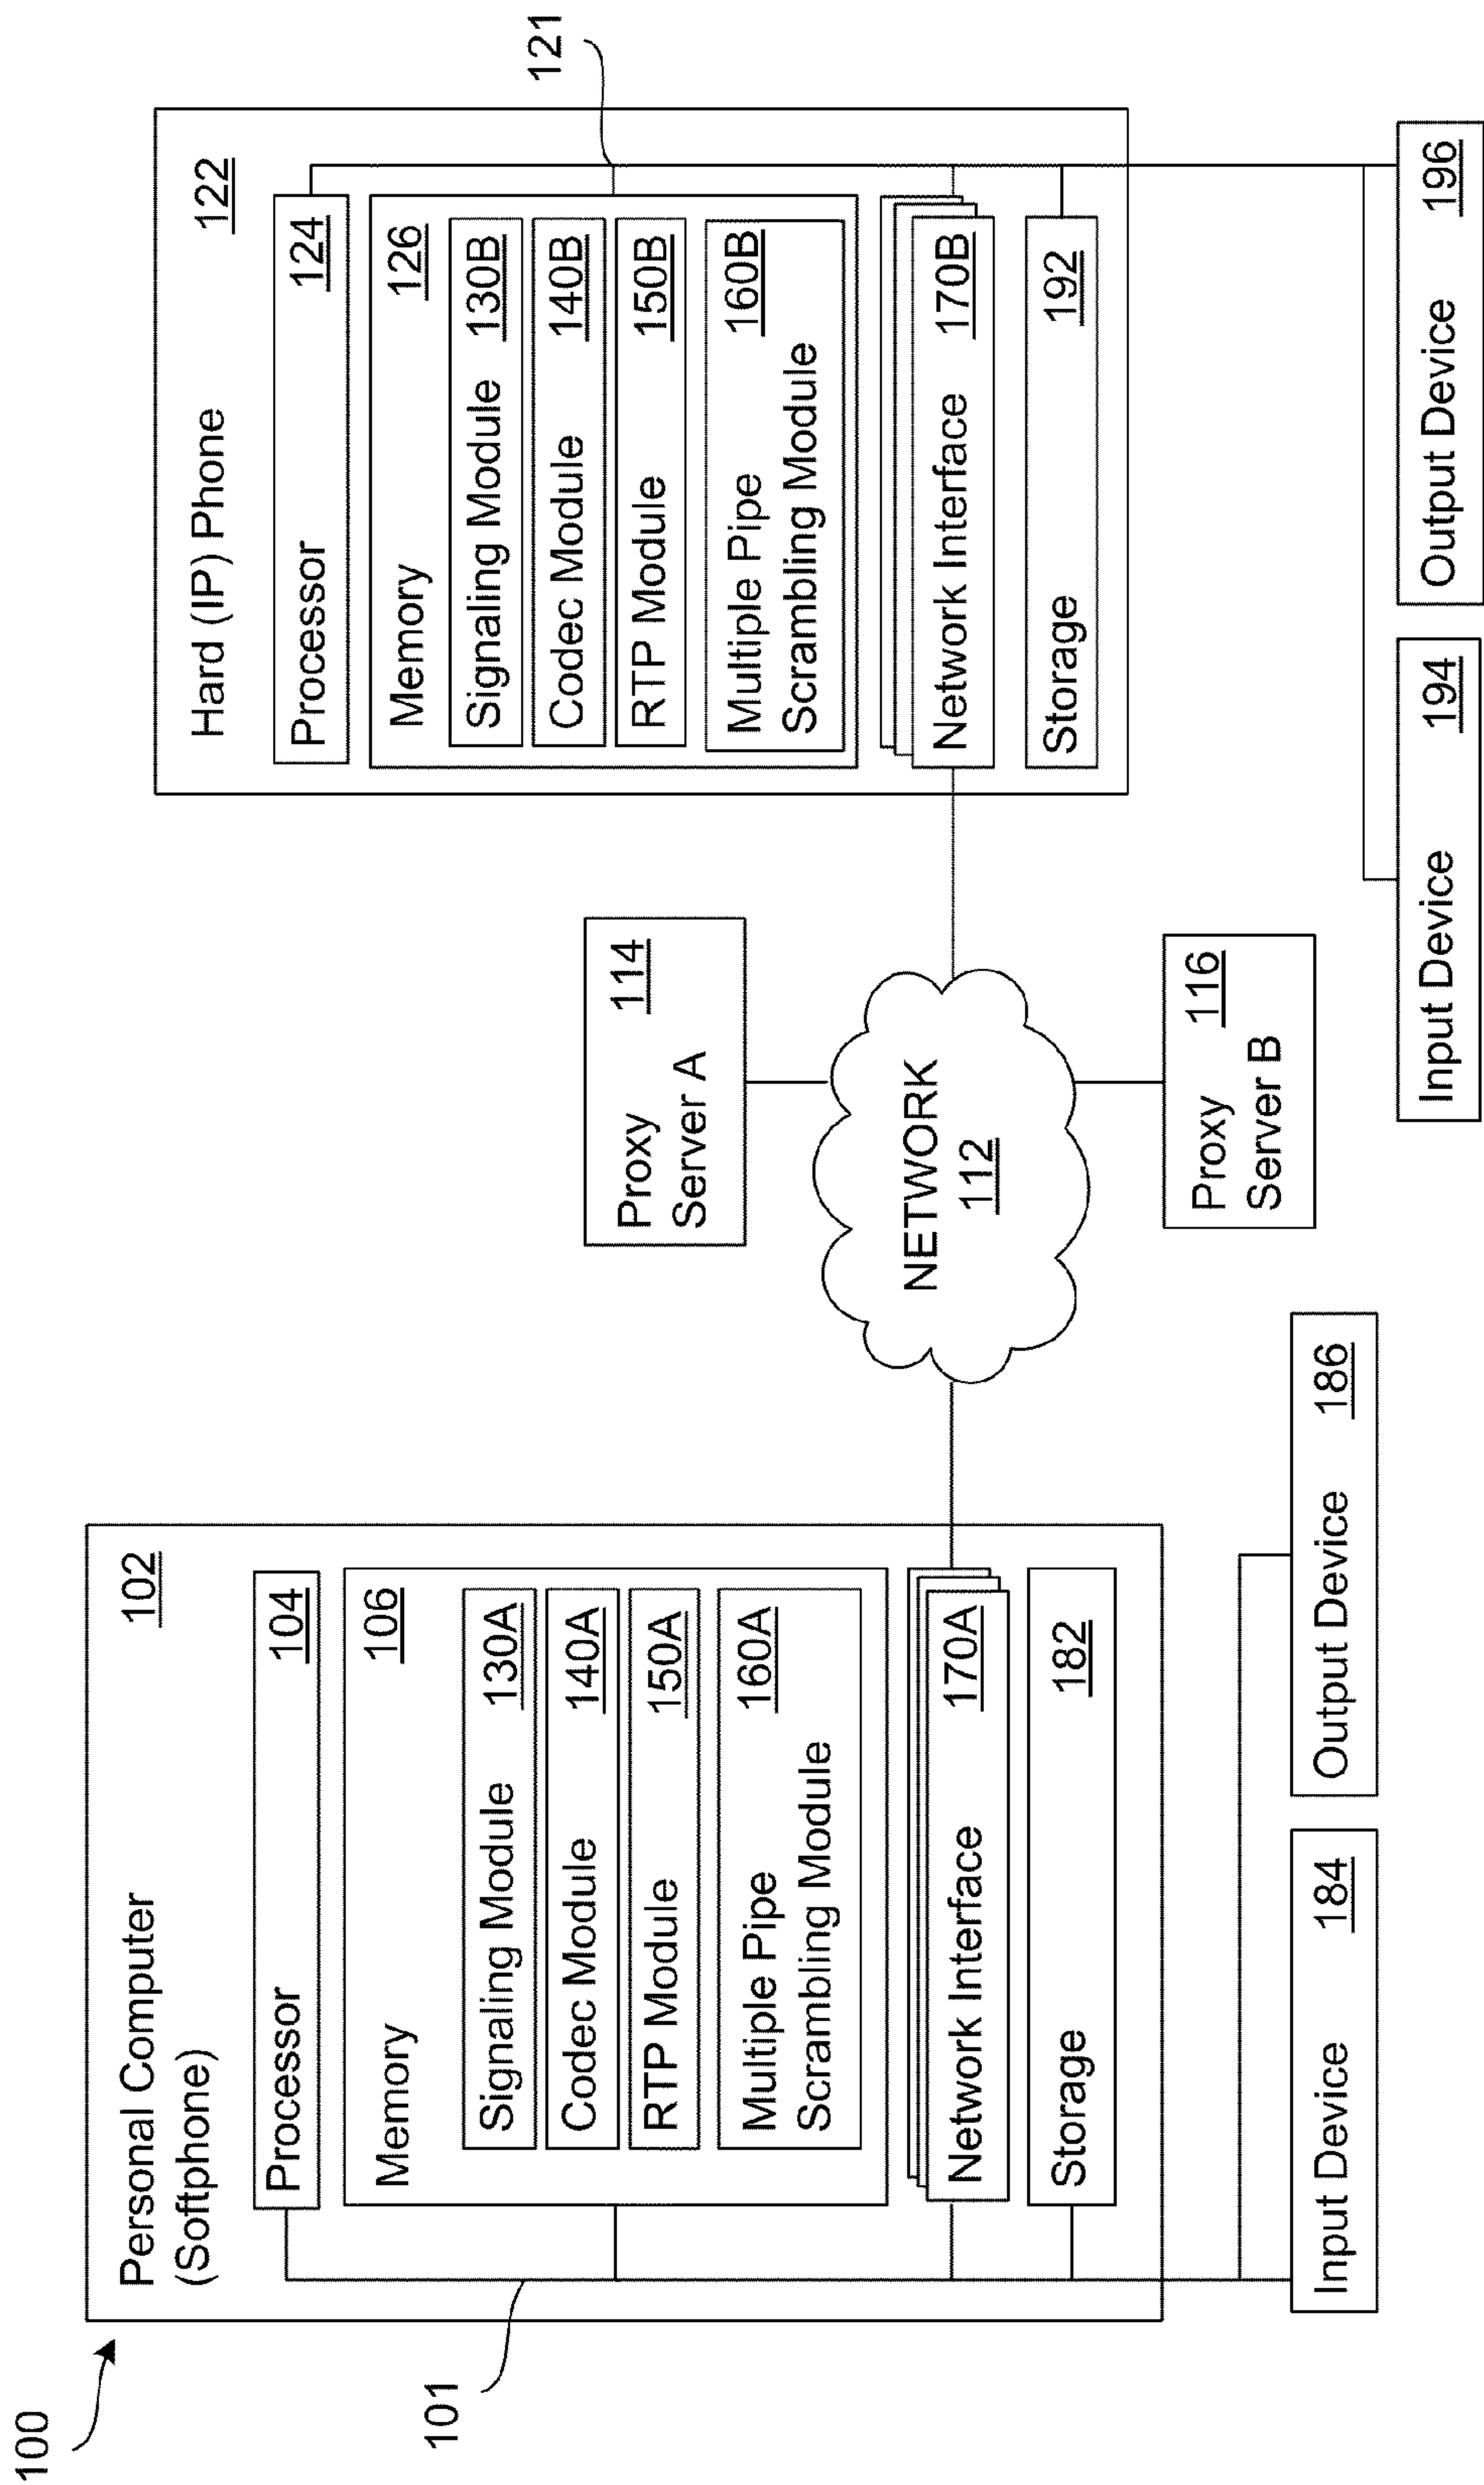 100
Personal Computer 102
(Softphone)
101
Processor 104
Memory 106
Signaling Module 130A
Codec Module 140A
RTP Module 150A
Multiple Pipe 160A
Scrambling Module
Network Interface 170A
Storage 182
Input Device 184
Output Device 186
Proxy 114
Server A
NETWORK
112
Proxy 116
Server B
Hard (IP) Phone 122
121
Processor 124
Memory 126
Signaling Module 130B
Codec Module 140B
RTP Module 150B
Multiple Pipe 160B
Scrambling Module
Network Interface 170B
Storage 192
Input Device 194
Output Device 196